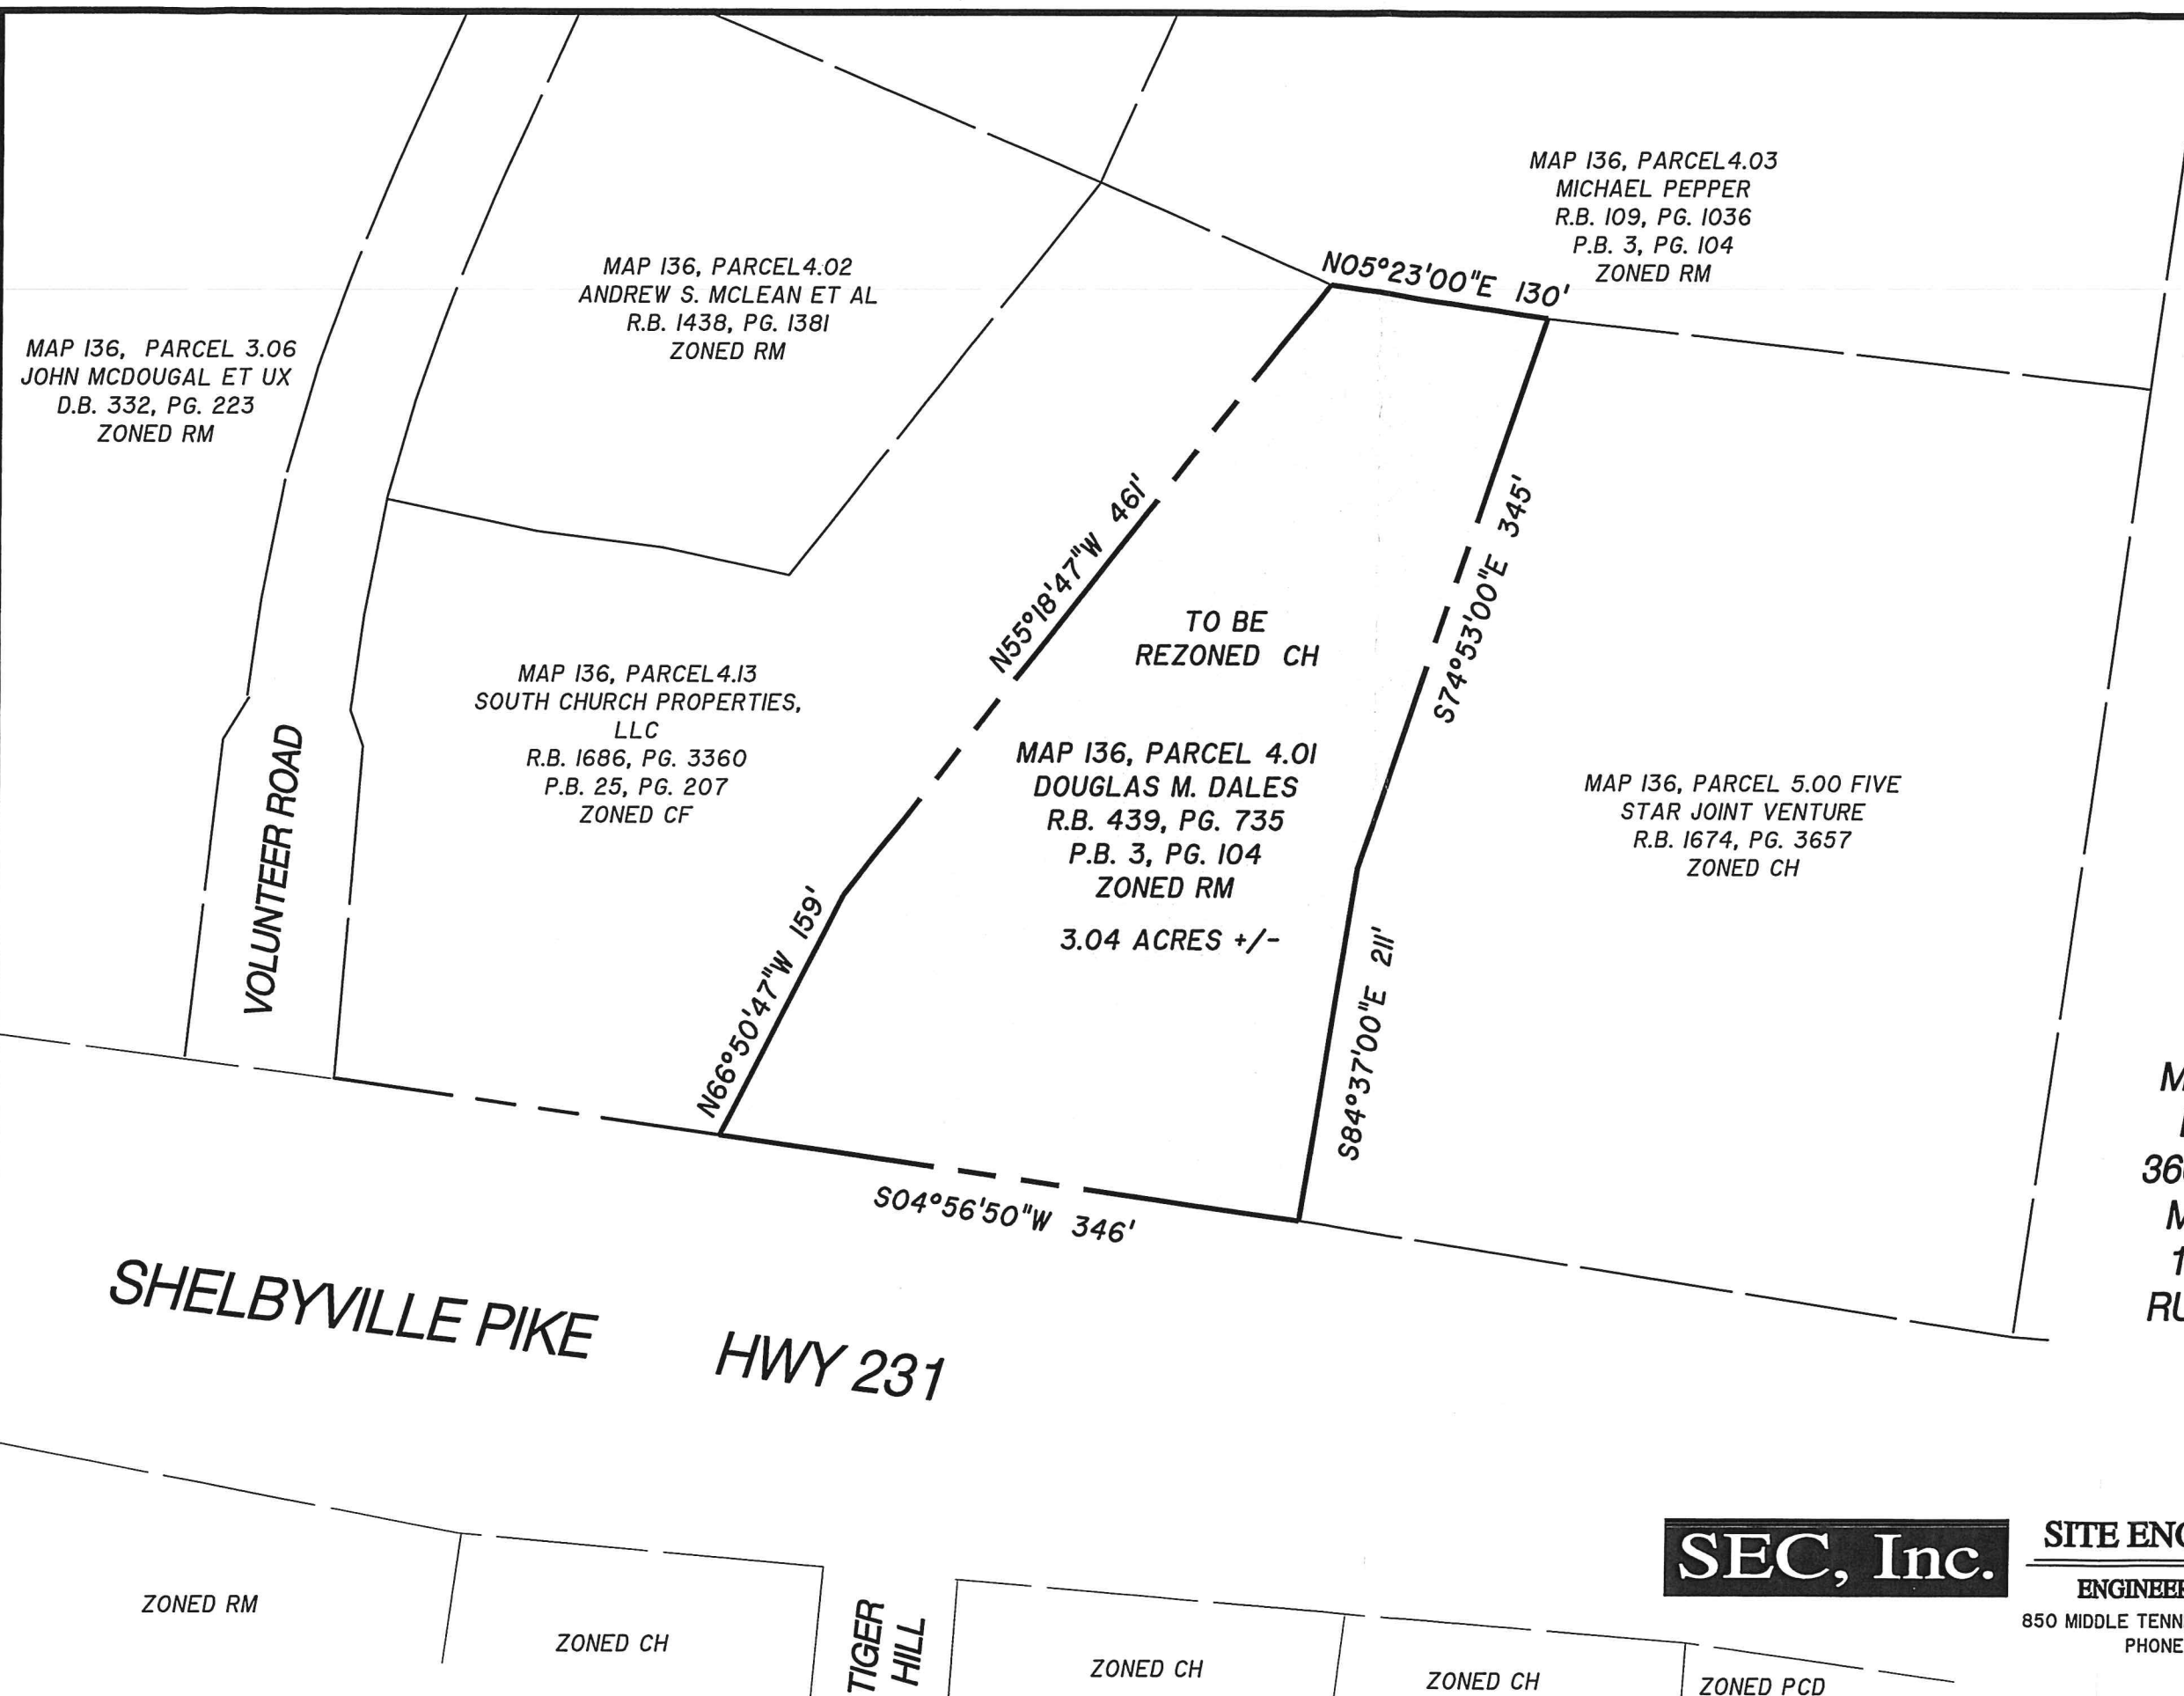 MAP 136, PARCEL 4.03
MICHAEL PEPPER
R.B. 109, PG. 1036
P.B. 3, PG. 104
ZONED RM
N05°23'00"E 130'
MAP 136, PARCEL 4.02
ANDREW S. MCLEAN ET AL
R.B. 1438, PG. 1381
ZONED RM
MAP 136, PARCEL 3.06
JOHN MCDOUGAL ET UX
D.B. 332, PG. 223
ZONED RM
N55°18'47"W 461'
S74°53'00"E 345'
TO BE
REZONED CH
MAP 136, PARCEL 4.13
SOUTH CHURCH PROPERTIES,
LLC
R.B. 1686, PG. 3360
P.B. 25, PG. 207
ZONED CF
VOLUNTEER ROAD
MAP 136, PARCEL 4.01
DOUGLAS M. DALES
R.B. 439, PG. 735
P.B. 3, PG. 104
ZONED RM
3.04 ACRES +/-
MAP 136, PARCEL 5.00 FIVE
STAR JOINT VENTURE
R.B. 1674, PG. 3657
ZONED CH
N66°50'47"W 159'
S84°37'00"E 211'
S04°56'50"W 346'
SHELBYVILLE PIKE HWY 231
SEC, Inc.
SITE ENG
ENGINEE
850 MIDDLE TENN
PHONE
ZONED RM
ZONED CH
TIGER
HILL
ZONED CH
ZONED CH
ZONED PCD